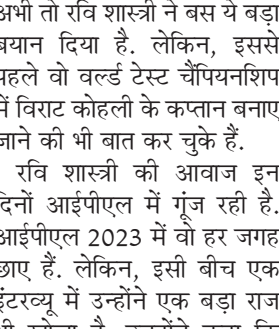 अभी तो रवि शास्त्री ने बस ये बड़ा
बयान दिया है. लेकिन, इससे
पहले वो वर्ल्ड टेस्ट चैंपियनशिप
में विराट कोहली के कप्तान बनाए
जाने की भी बात कर चुके हैं.
रवि शास्त्री की आवाज इन
दिनों आईपीएल में गूंज रही है.
आईपीएल 2023 में वो हर जगह
छाए हैं. लेकिन, इसी बीच एक
इंटरव्यू में उन्होंने एक बड़ा राज